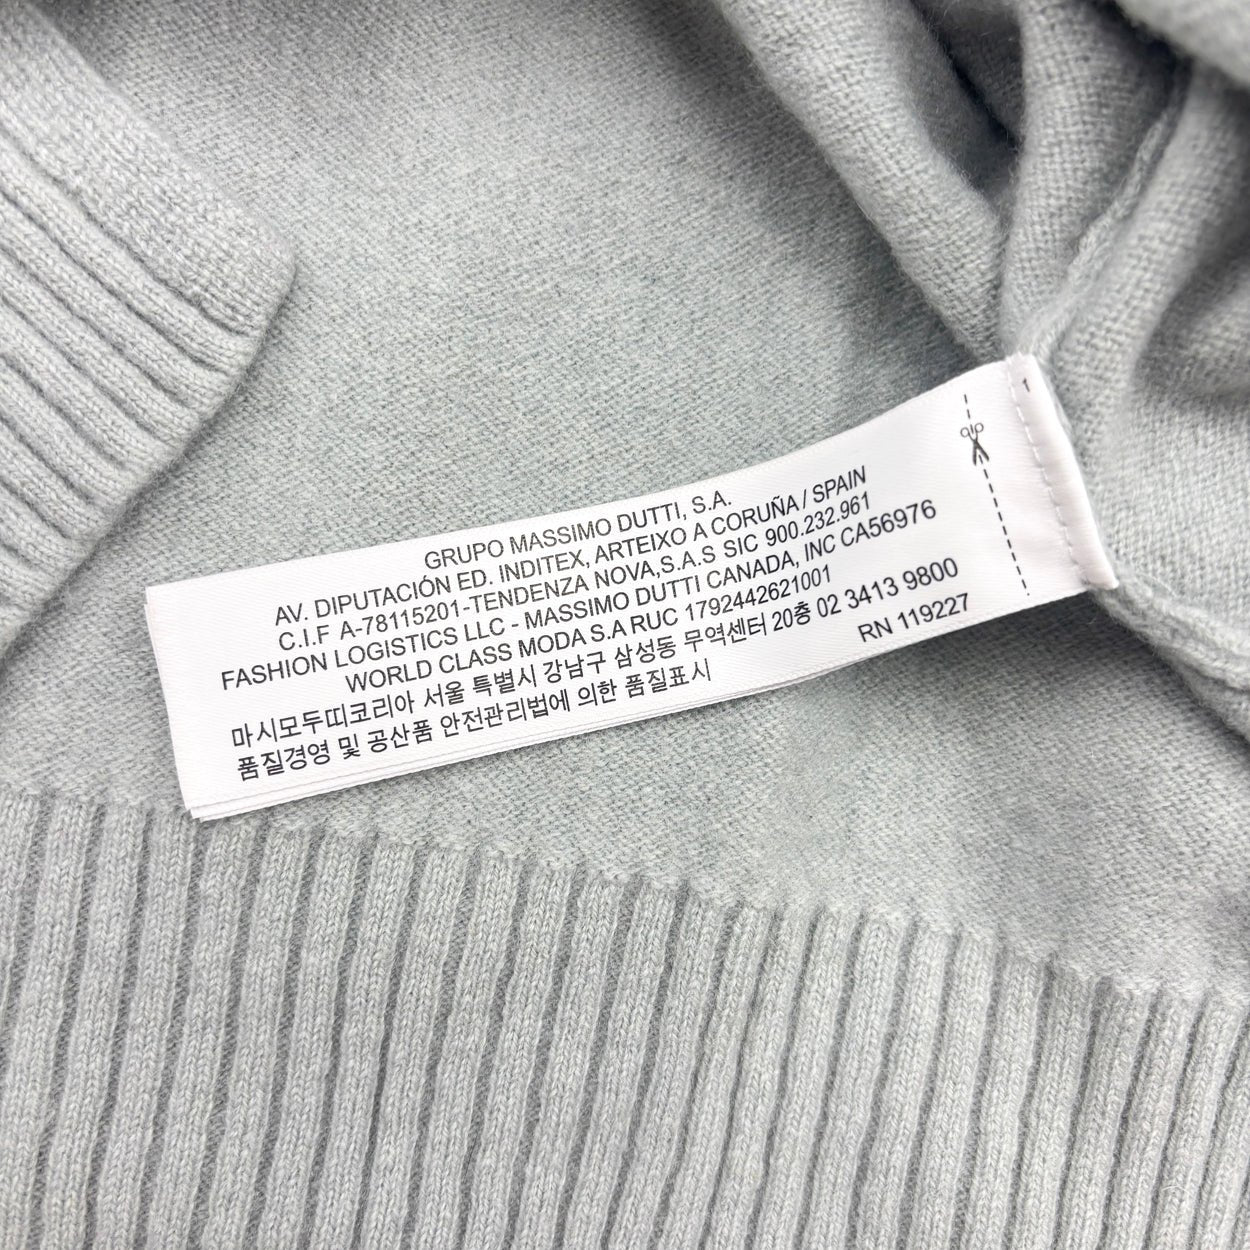 1
GRUPO MASSIMO DUTTI, S.A.
AV. DIPUTACIÓN ED. INDITEX, ARTEIXO A CORUÑA / SPAIN
C.I.F A-78115201-TENDENZA NOVA,S.A.S SIC 900.232.961
FASHION LOGISTICS LLC - MASSIMO DUTTI CANADA, INC CA56976
WORLD CLASS MODA S.A RUC 1792442621001
마시모두띠코리아 서울 특별시 강남구 삼성동 무역센터 20층 02 3413 9800
품질경영 및 공산품 안전관리법에 의한 품질표시
RN 119227